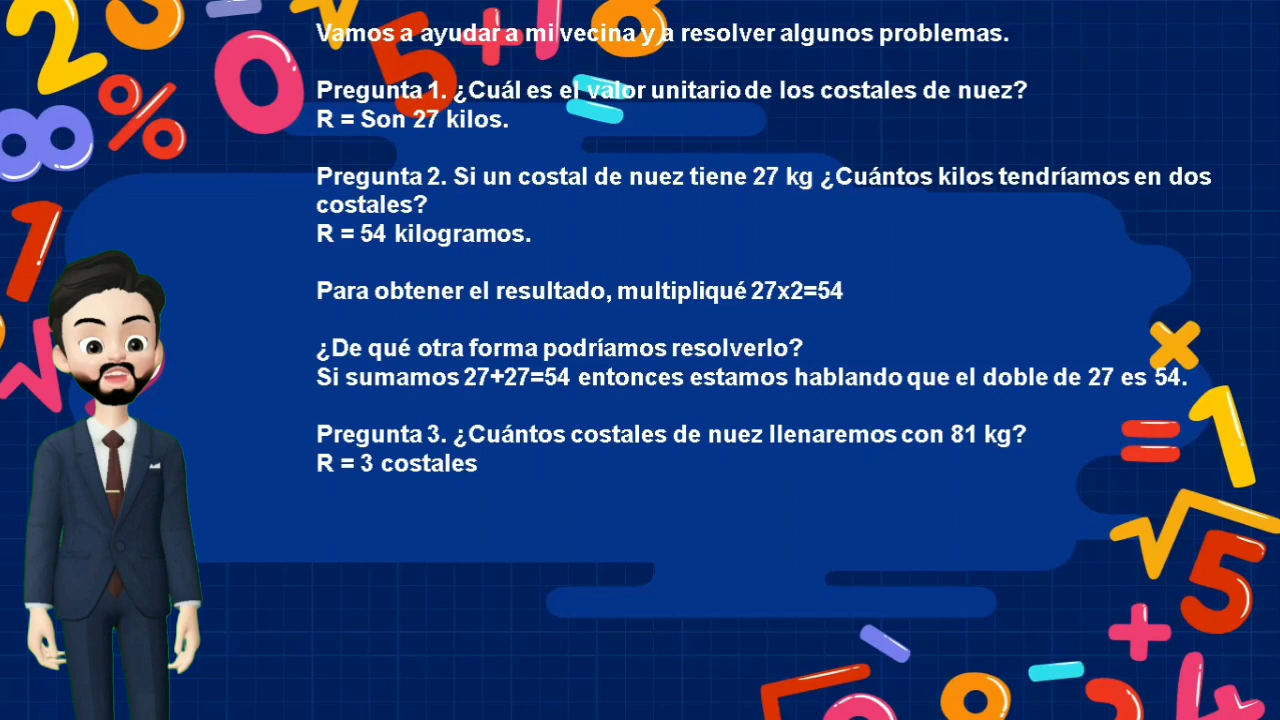 Vamos a ayudar a mi vecina y a resolver algunos problemas.
Pregunta 1. ¿Cuál es el valor unitario de los costales de nuez?
R = Son 27 kilos.
Pregunta 2. Si un costal de nuez tiene 27 kg ¿Cuántos kilos tendríamos en dos
costales?
R = 54 kilogramos.
Para obtener el resultado, multipliqué 27x2=54
¿De qué otra forma podríamos resolverlo?
Si sumamos 27+27=54 entonces estamos hablando que el doble de 27 es 54.
Pregunta 3. ¿Cuántos costales de nuez llenaremos con 81 kg?
R = 3 costales